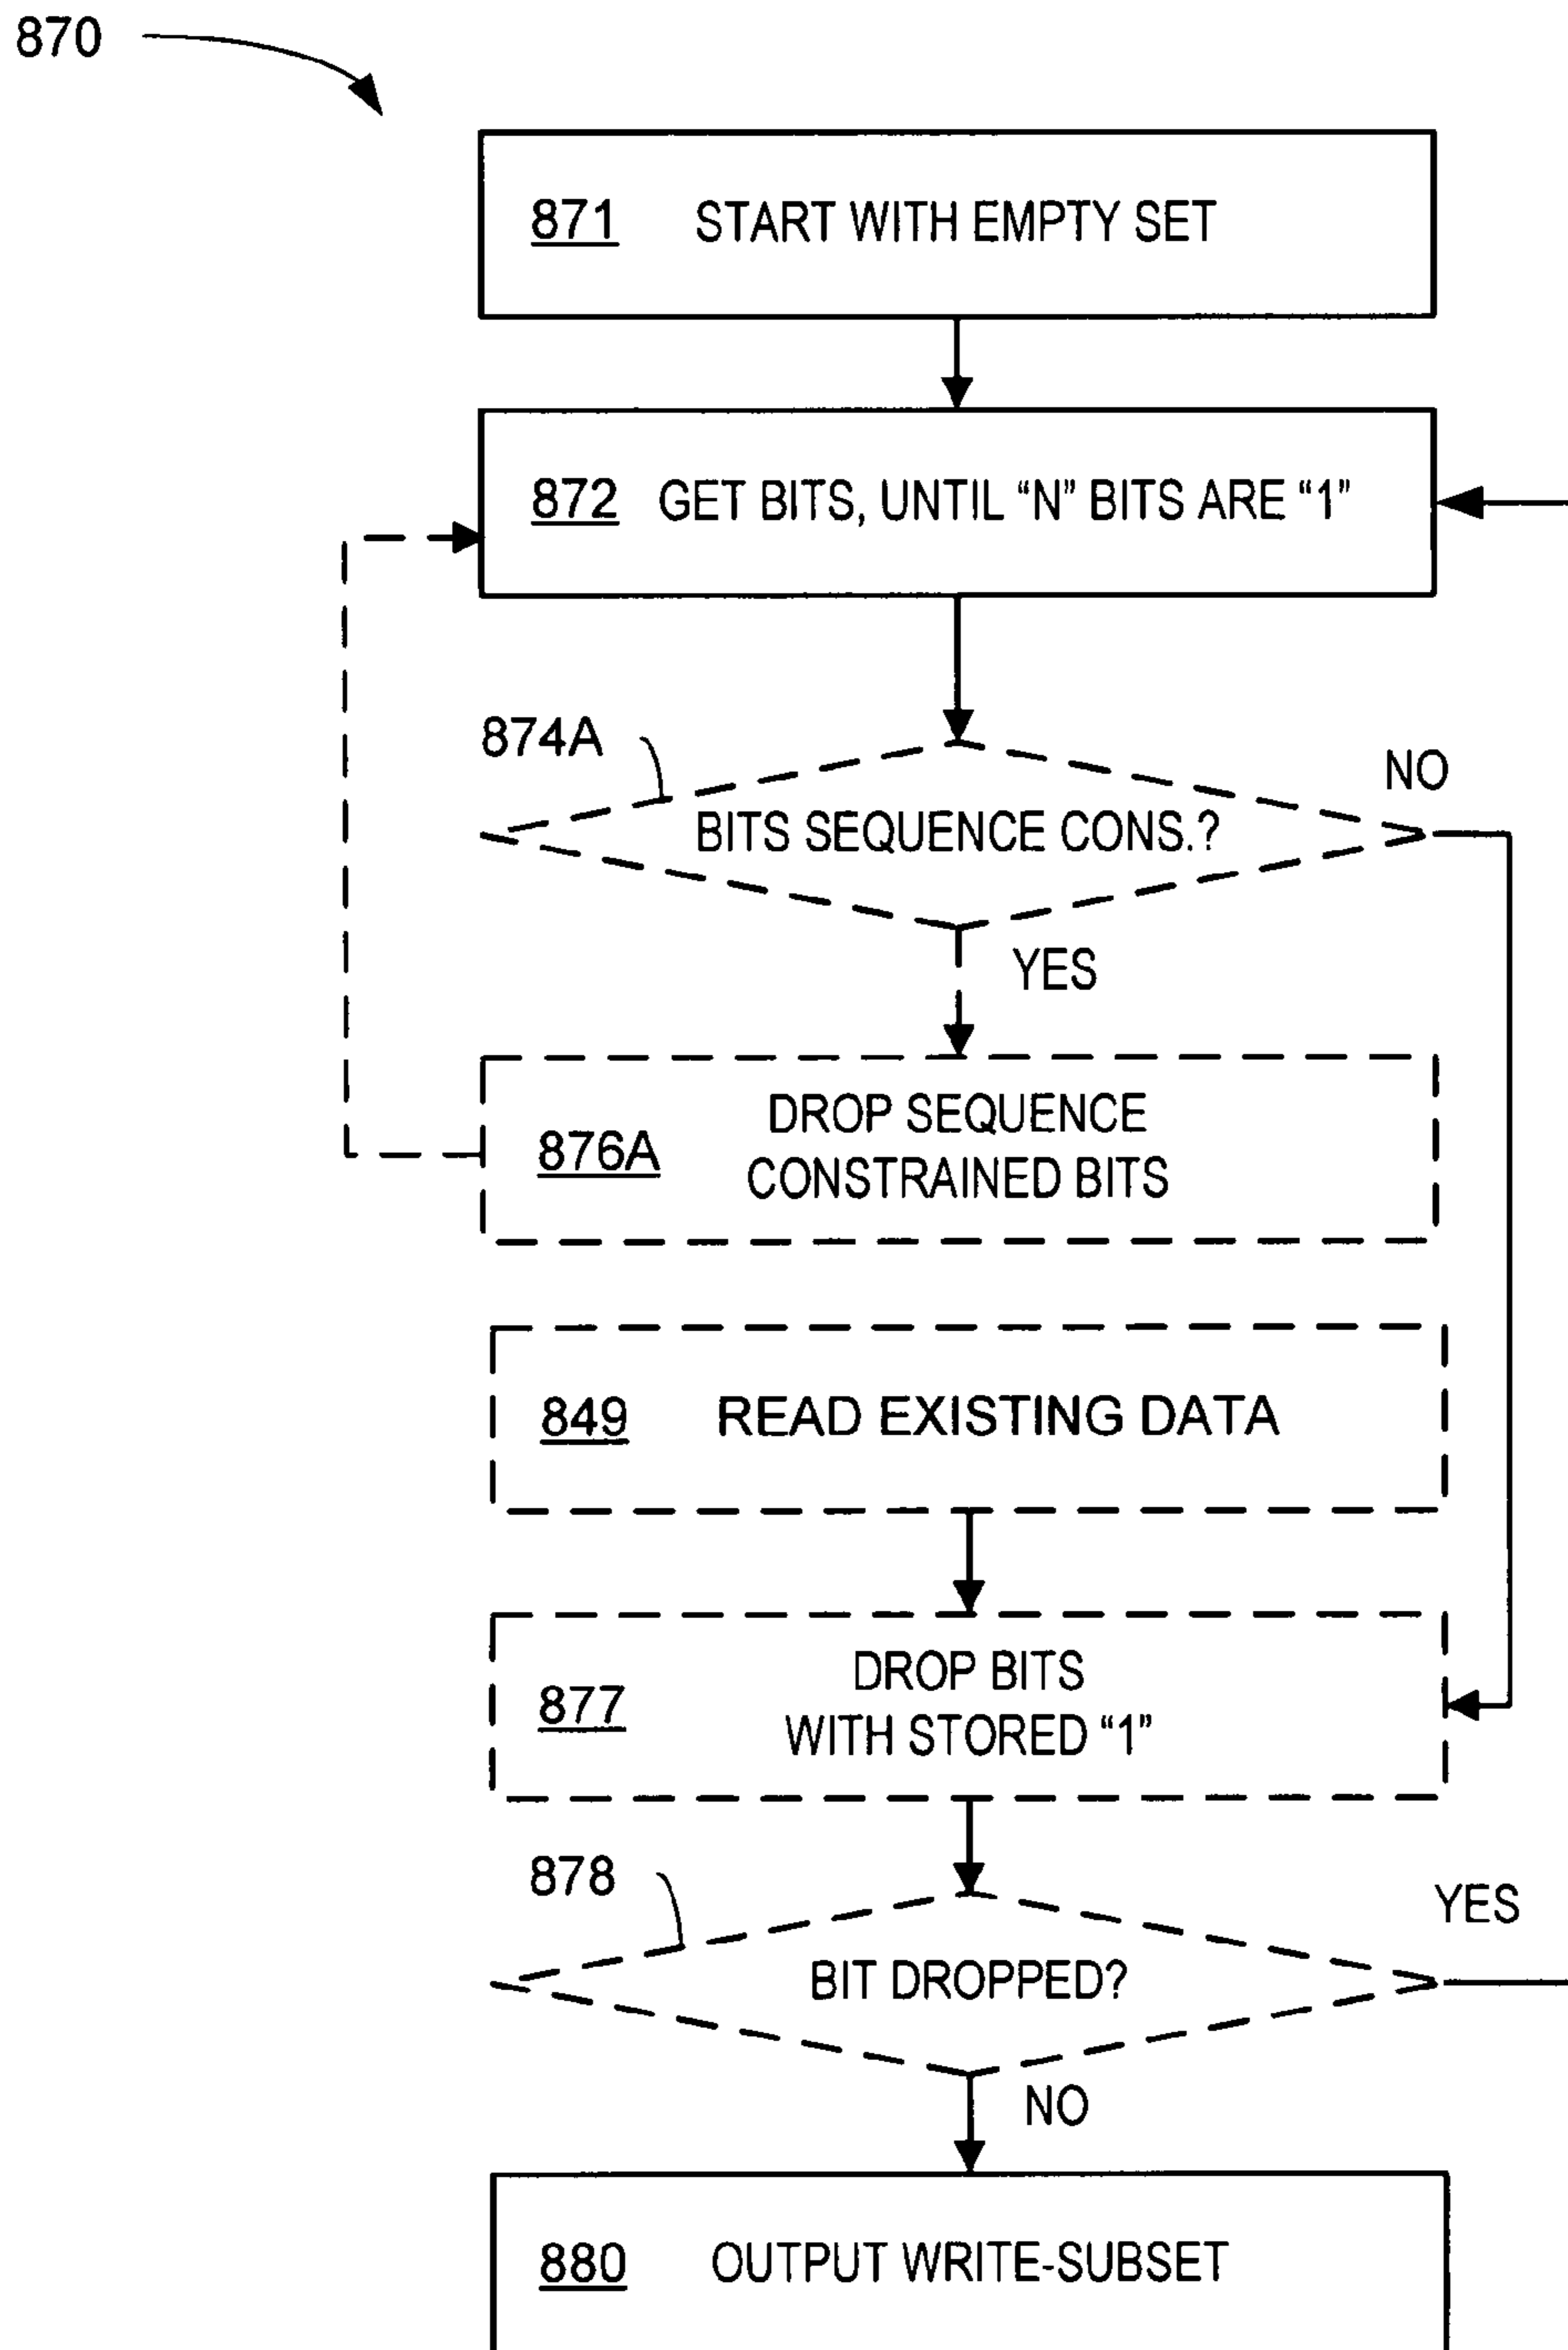 870
871 START WITH EMPTY SET
872 GET BITS, UNTIL “N” BITS ARE “1”
874A
NO
BITS SEQUENCE CONS.?
YES
DROP SEQUENCE
876A
CONSTRAINED BITS
849 READ EXISTING DATA
DROP BITS
877
WITH STORED “1”
878
YES
BIT DROPPED?
NO
880 OUTPUT WRITE-SUBSET